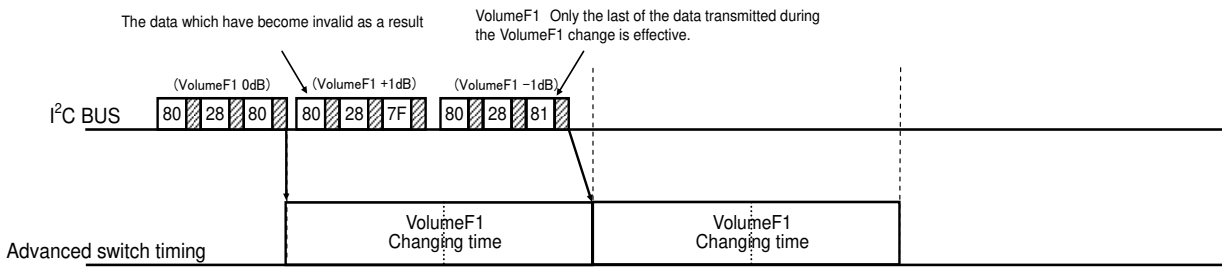 The data which have become invalid as a result
VolumeF1 Only the last of the data transmitted during
the VolumeF1 change is effective.
(VolumeF1 0dB) (VolumeF1 +1dB) (VolumeF1 −1dB)
I²C BUS 80 28 80 80 28 7F 80 28 81
VolumeF1 VolumeF1
Changing time Changing time
Advanced switch timing